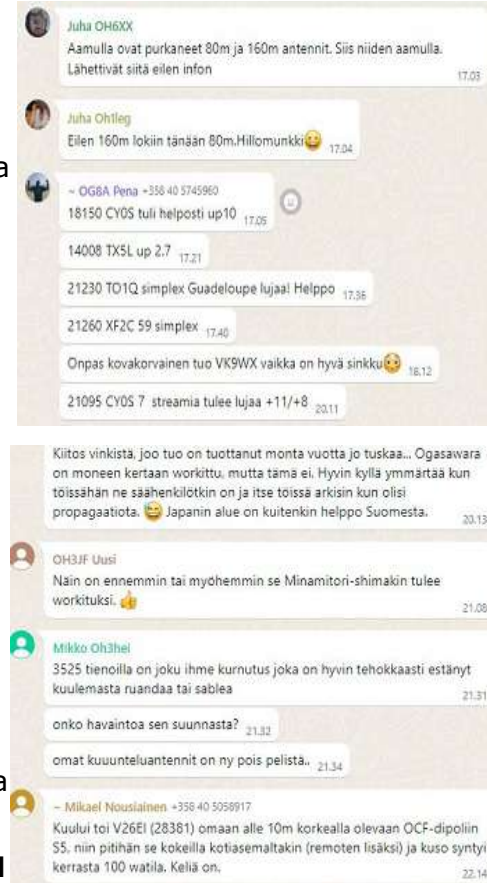 Juha OH6XX
Aamulla ovat purkaneet 80m ja 160m antennit. Siis niiden aamulla.
Lähettivät siitä eilen infon
17.03
Juha Oh1leg
Eilen 160m lokiin tänään 80m.Hillomunkki😀 17.04
a
~ OG8A Pena +358 40 5745960
18150 CY0S tuli helposti up10 17.05
14008 TX5L up 2.7 17.21
21230 TO1Q simplex Guadeloupe lujaa! Helppo 17.36
21260 XF2C 59 simplex 17.40
Onpas kovakorvainen tuo VK9WX vaikka on hyvä sinkku😳 18.12
21095 CY0S 7 streamia tulee lujaa +11/+8 20.11
Kiitos vinkistä, joo tuo on tuottanut monta vuotta jo tuskaa... Ogasawara
on moneen kertaan workittu, mutta tämä ei. Hyvin kyllä ymmärtää kun
töissähän ne säähenkilötkin on ja itse töissä arkisin kun olisi
propagaatiota. 😅 Japanin alue on kuitenkin helppo Suomesta.
20.13
OH3JF Uusi
Näin on ennemmin tai myöhemmin se Minamitori-shimakin tulee
workituksi. 👍
21.08
Mikko Oh3hei
3525 tienoilla on joku ihme kurnutus joka on hyvin tehokkaasti estänyt
kuulemasta ruandaa tai sablea
21.31
onko havaintoa sen suunnasta? 21.32
omat kuuunteluantennit on ny pois pelistä.. 21.34
a
~ Mikael Nousiainen +358 40 5058917
Kuului toi V26EI (28381) omaan alle 10m korkealla olevaan OCF-dipoliin
S5, niin pitihän se kokeilla kotiasemaltakin (remoten lisäksi) ja kuso syntyi
kerrasta 100 watila. Keliä on.
22.14